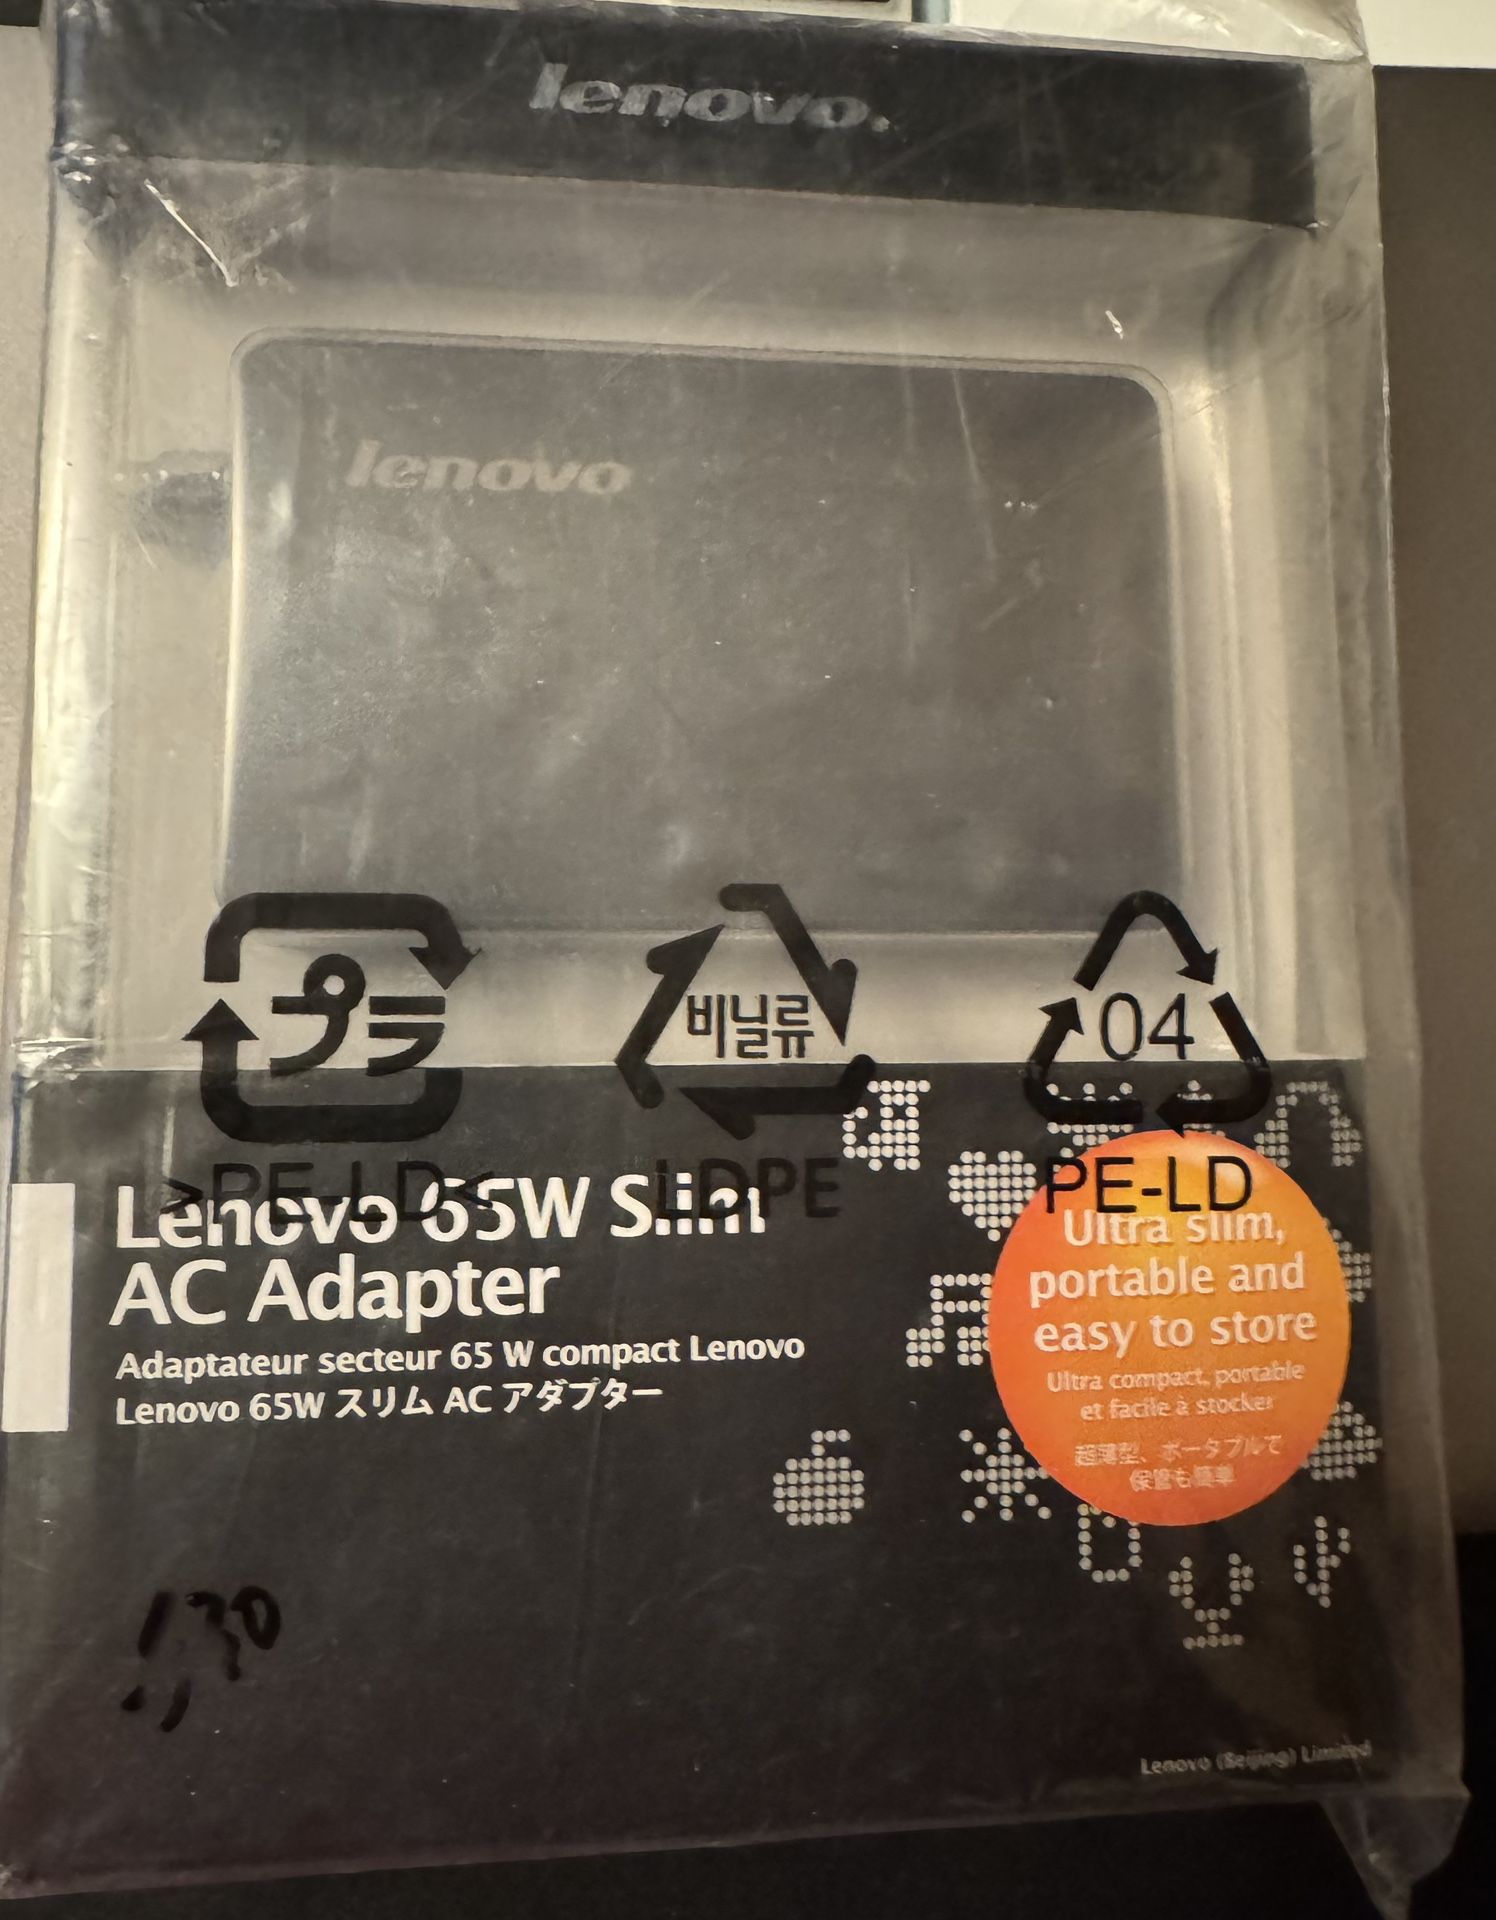 lenovo
lenovo
プラ
비닐류
04
>PE-LD<
LDPE
PE-LD
Lenovo 65W Slim
AC Adapter
Adaptateur secteur 65 W compact Lenovo
Lenovo 65W スリム AC アダプター
Ultra slim,
portable and
easy to store
Ultra compact, portable
et facile à stocker
超薄型、ポータブルで
保管も簡単
Lenovo (Beijing) Limited